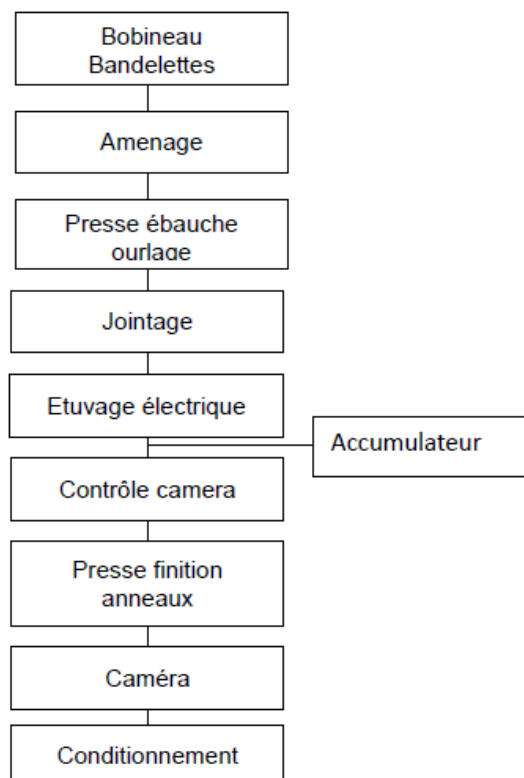 Bobineau
Bandelettes
Amenage
Presse ébauche
ourlage
Jointage
Etuvage électrique
Accumulateur
Contrôle camera
Presse finition
anneaux
Caméra
Conditionnement